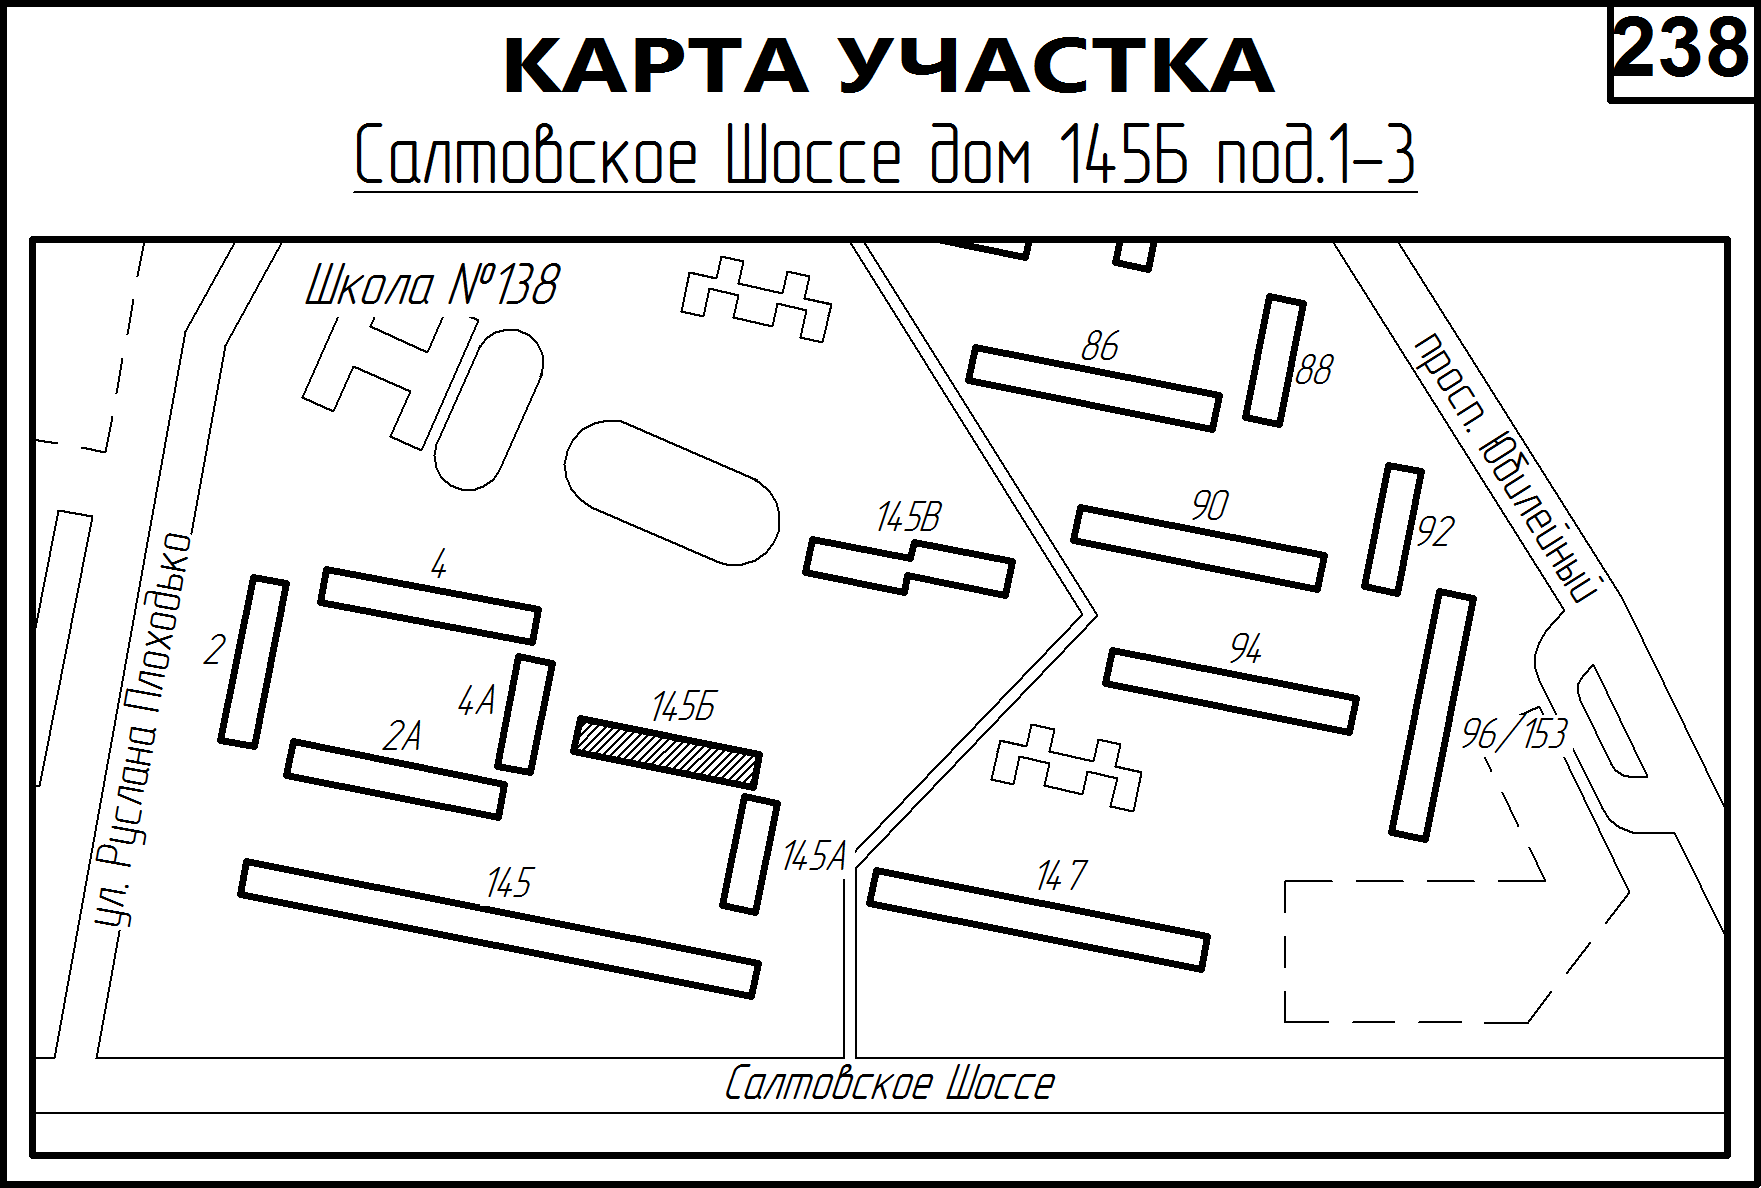 238
КАРТА УЧАСТКА
Салтовское Шоссе дом 145Б под.1-3
Школа №138
86
88
просп. Юбилейный
145В
90
92
4
2
ул. Руслана Плоходько
4А
145Б
94
2А
96/153
145
145А
147
Салтовское Шоссе